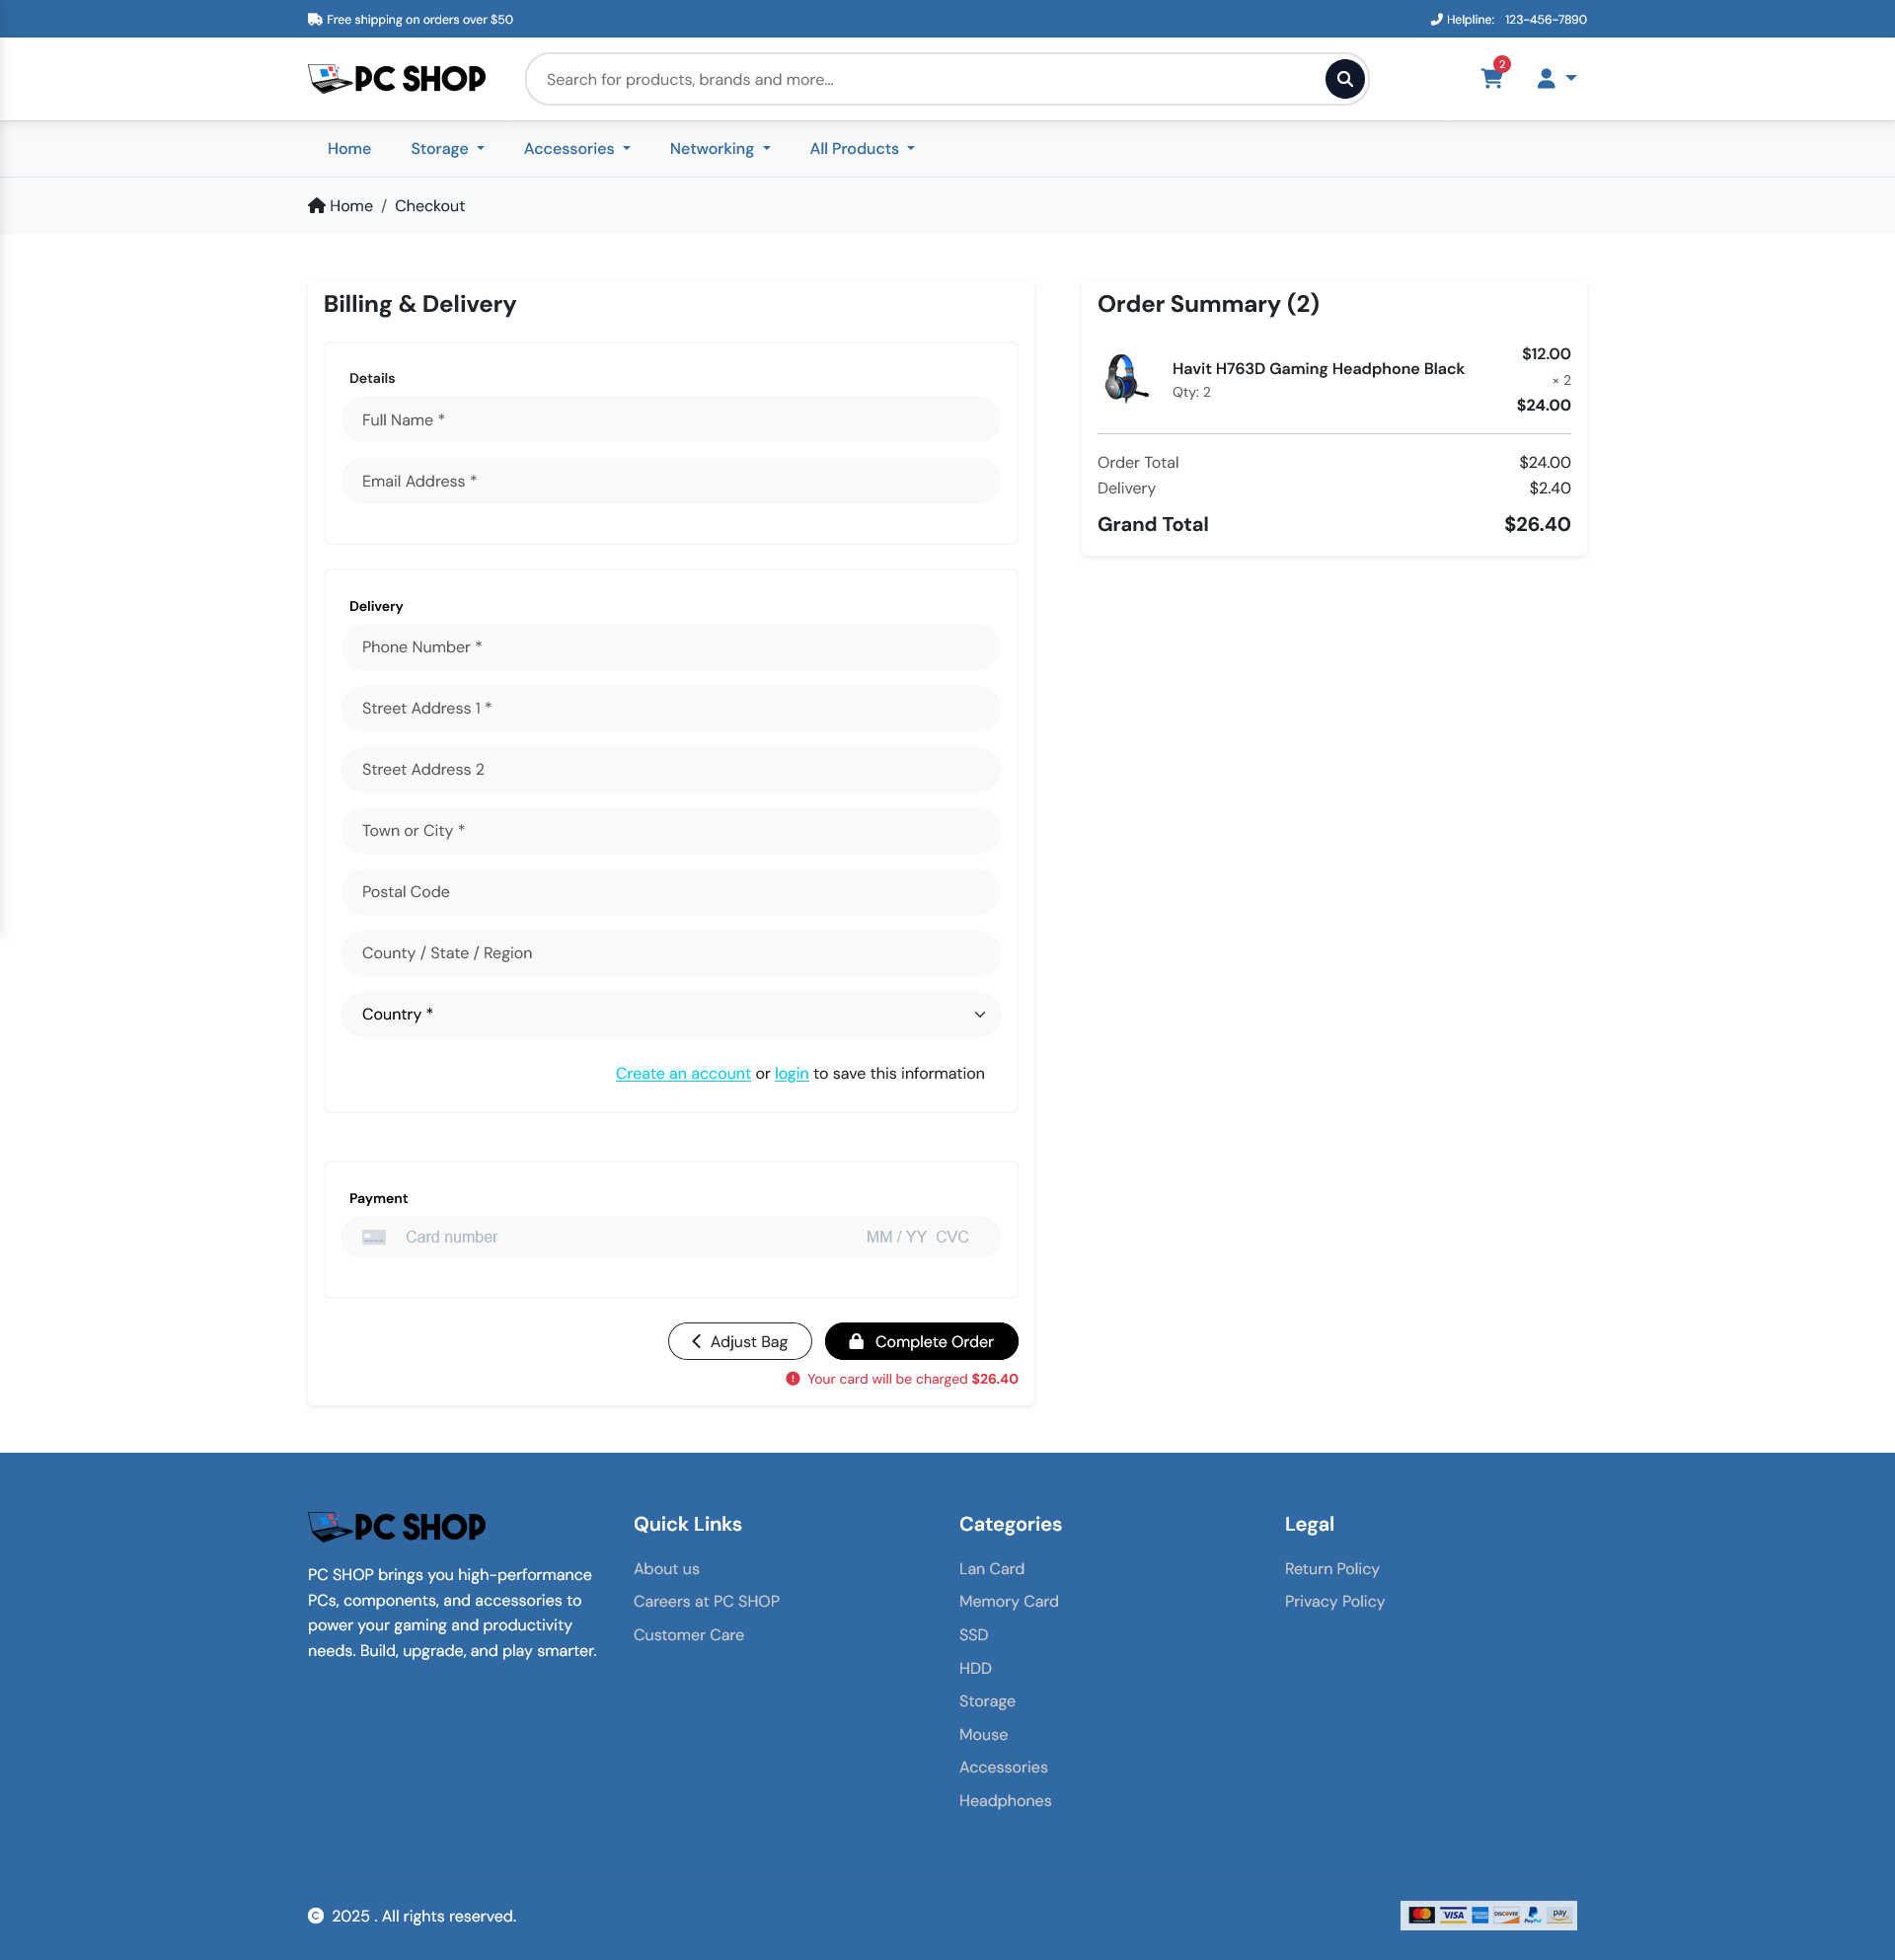 Free shipping on orders over $50
Helpline: 123-456-7890
PC SHOP
Search for products, brands and more...
2
Home
Storage
Accessories
Networking
All Products
Home / Checkout
Billing & Delivery
Details
Full Name *
Email Address *
Delivery
Phone Number *
Street Address 1 *
Street Address 2
Town or City *
Postal Code
County / State / Region
Country *
Create an account or login to save this information
Payment
Card number
MM / YY CVC
Adjust Bag
Complete Order
Your card will be charged $26.40
Order Summary (2)
Havit H763D Gaming Headphone Black
Qty: 2
$12.00
× 2
$24.00
Order Total $24.00
Delivery $2.40
Grand Total $26.40
PC SHOP
PC SHOP brings you high-performance
PCs, components, and accessories to
power your gaming and productivity
needs. Build, upgrade, and play smarter.
Quick Links
About us
Careers at PC SHOP
Customer Care
Categories
Lan Card
Memory Card
SSD
HDD
Storage
Mouse
Accessories
Headphones
Legal
Return Policy
Privacy Policy
© 2025 . All rights reserved.
VISA
DISCOVER
PayPal
pay